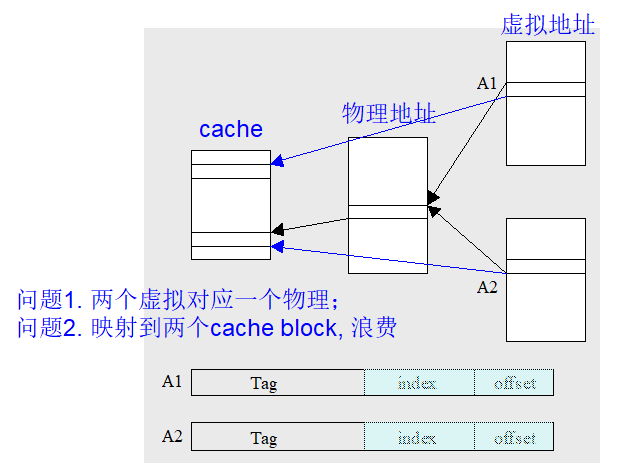 虚拟地址
A1
物理地址
cache
A2
问题1. 两个虚拟对应一个物理；
问题2. 映射到两个cache block, 浪费
A1 Tag index offset
A2 Tag index offset